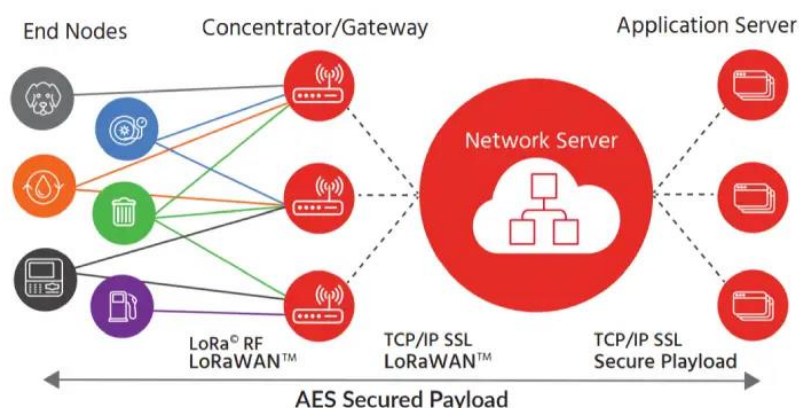 End Nodes
Concentrator/Gateway
Application Server
Network Server
LoRa© RF
LoRaWAN™
TCP/IP SSL
LoRaWAN™
TCP/IP SSL
Secure Playload
AES Secured Payload